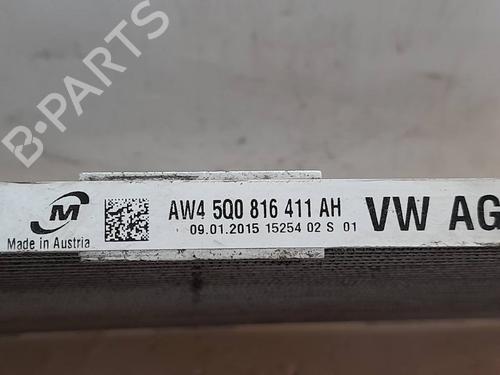 B-PARTS
M
AW4 5Q0 816 411 AH VW AG
Made in Austria 09.01.2015 15254 02 S 01